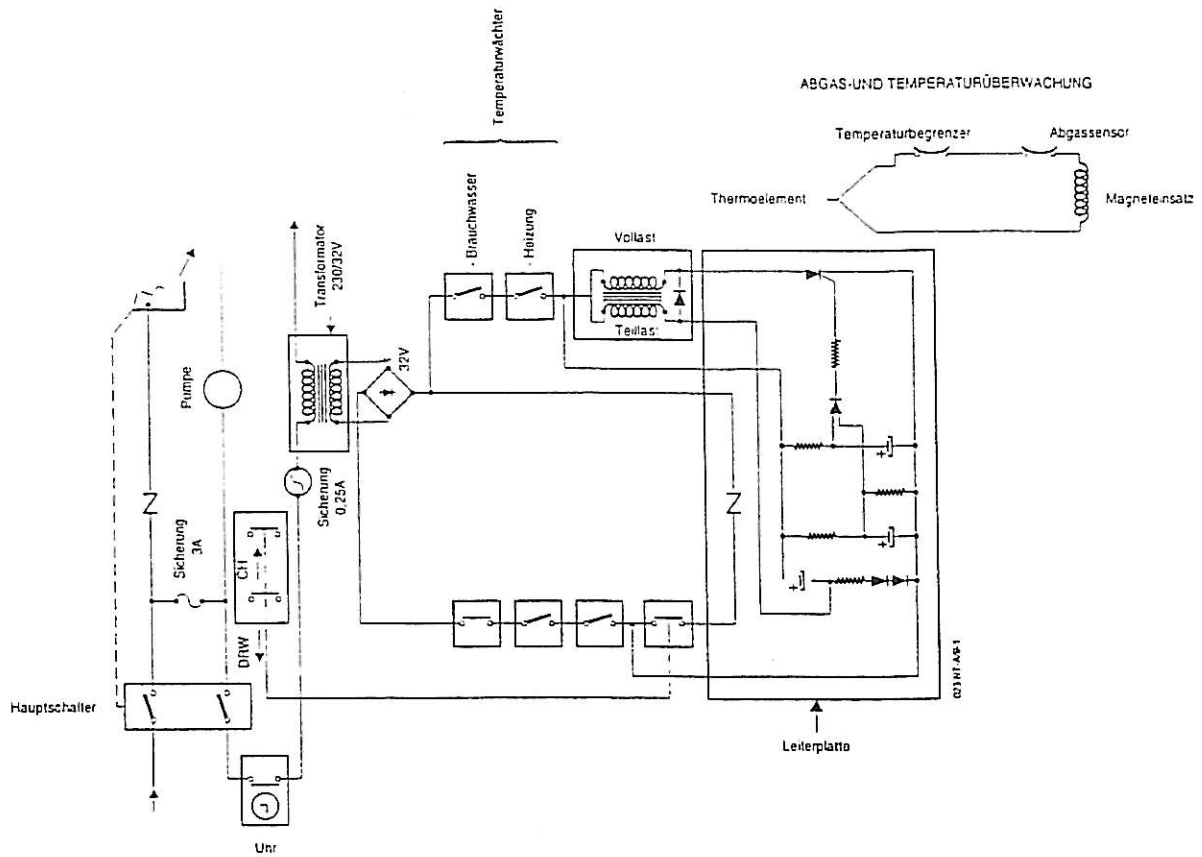 ABGAS-UND TEMPERATURÜBERWACHUNG
Temperaturbegrenzer
Abgassensor
Thermoelement
Magneteinsatz
Temperaturwächter
- Brauchwasser
- Heizung
Transformator
230/32V
Vollast
Teillast
32V
Pumpe
Sicherung
0,25A
Sicherung
3A
CH
DRW
Hauptschalter
Uhr
Leiterplatte